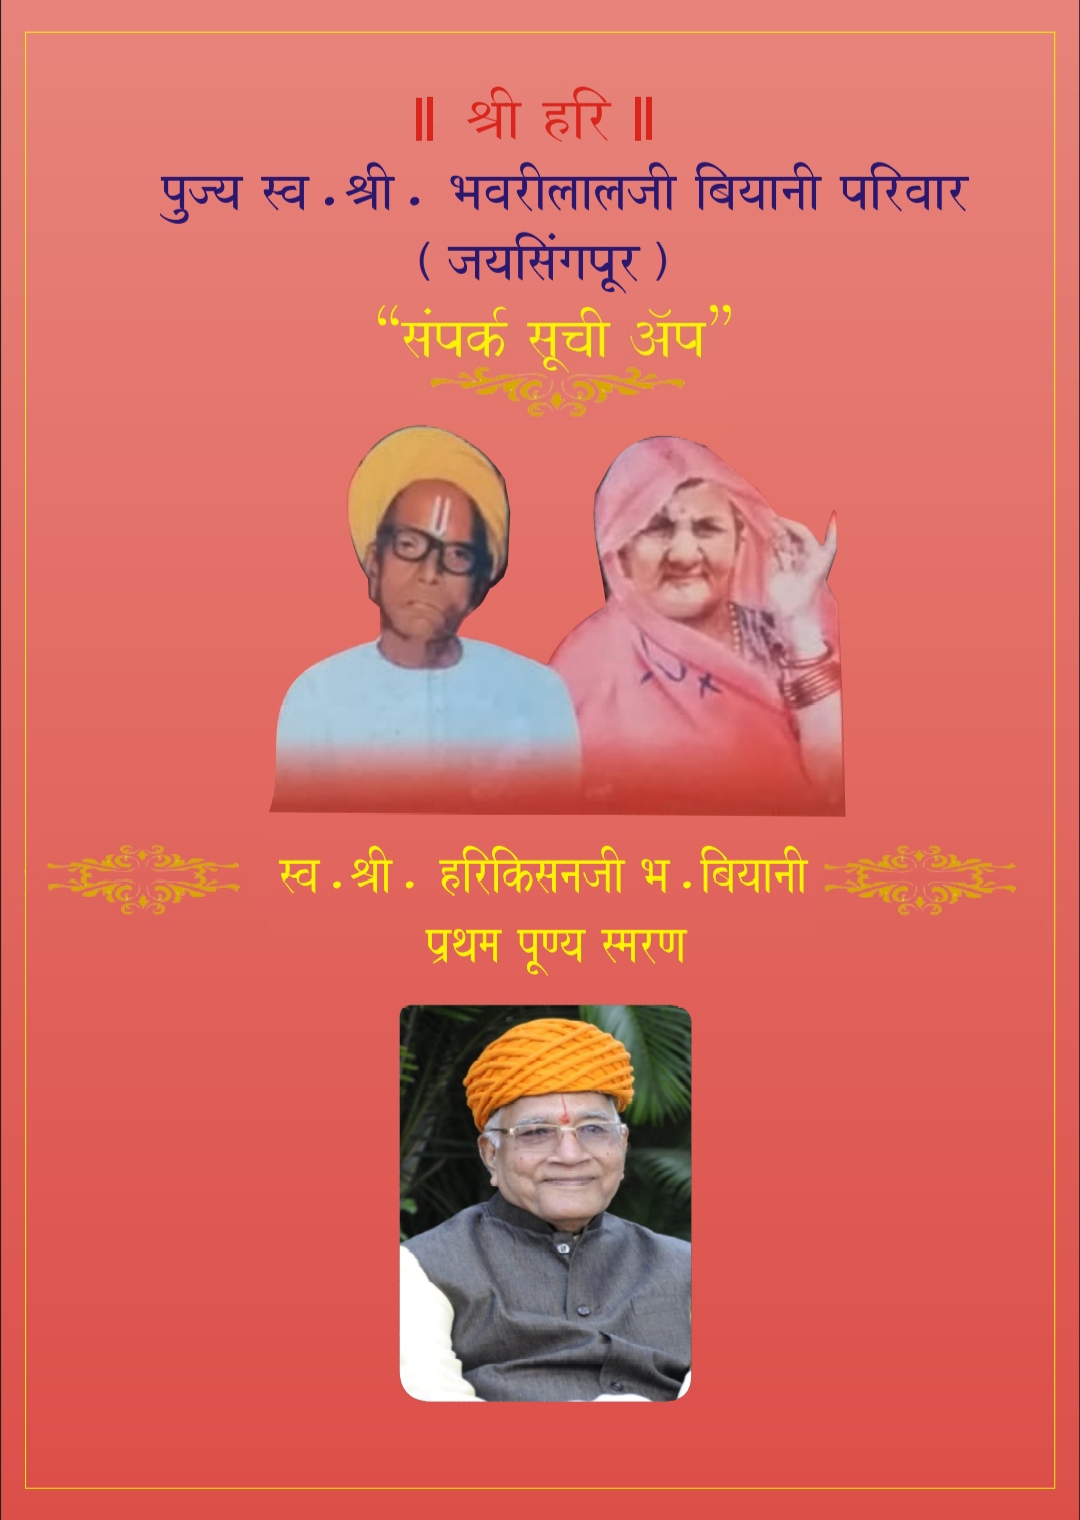 ॥ श्री हरि ॥
पुज्य स्व.श्री. भवरीलालजी बियानी परिवार
( जयसिंगपूर )
“संपर्क सूची ॲप”
स्व.श्री. हरिकिसनजी भ.बियानी
प्रथम पूण्य स्मरण